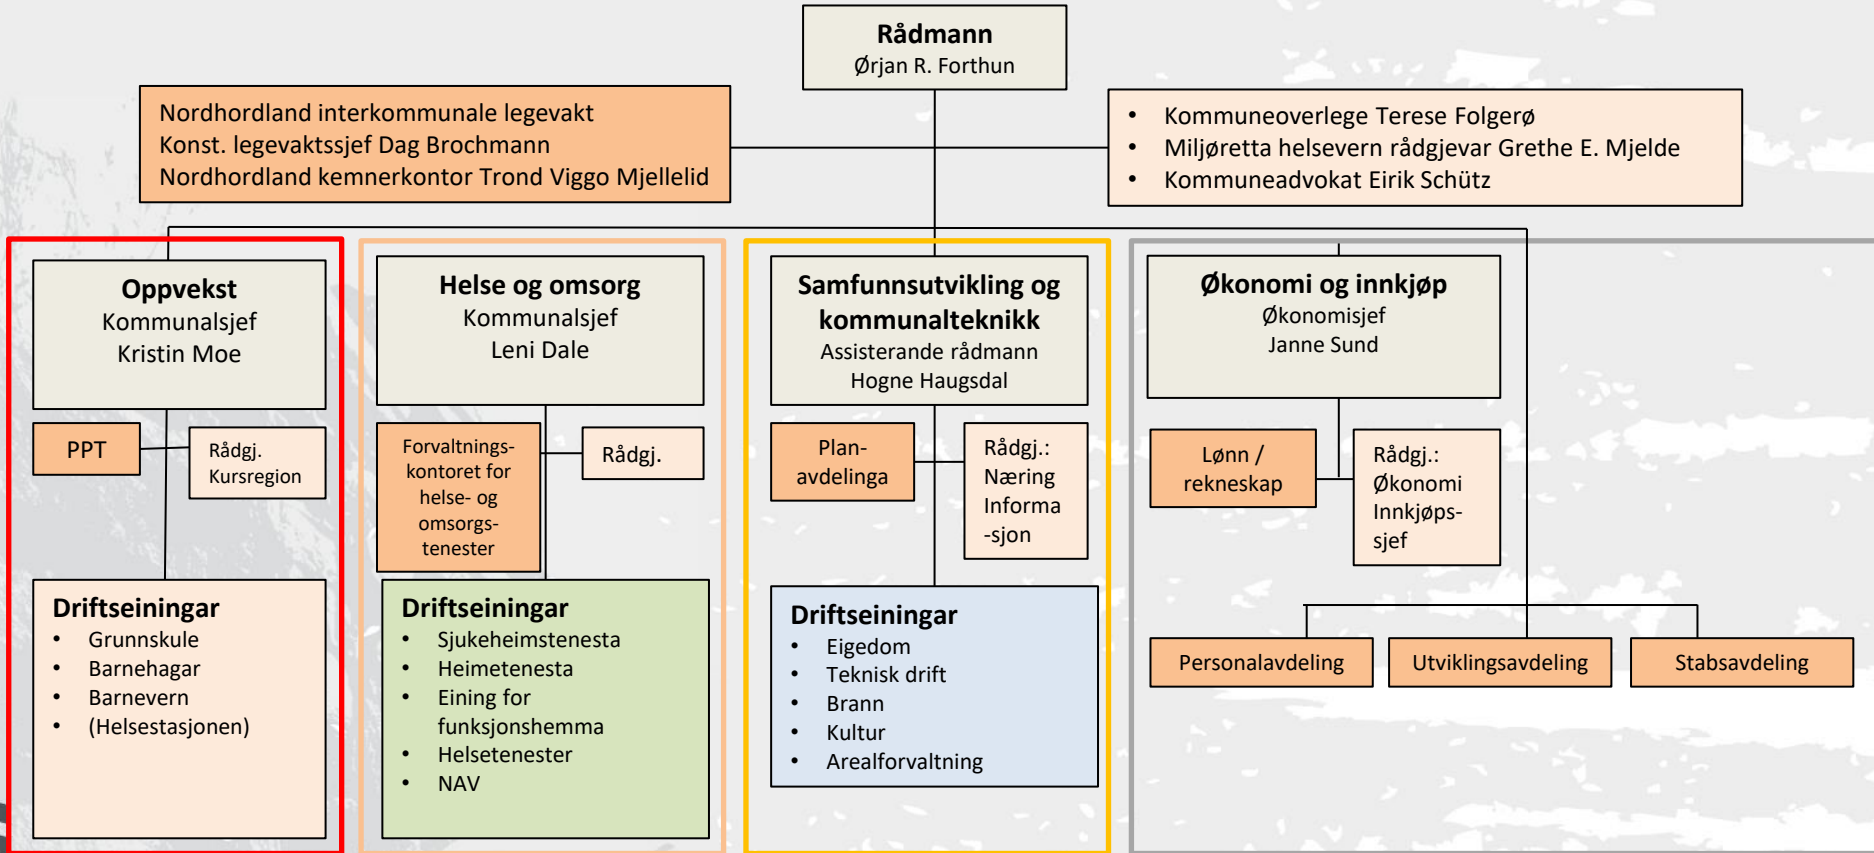 Rådmann
Ørjan R. Forthun
Nordhordland interkommunale legevakt
Konst. legevaktssjef Dag Brochmann
Nordhordland kemnerkontor Trond Viggo Mjellelid
• Kommuneoverlege Terese Folgerø
• Miljøretta helsevern rådgjevar Grethe E. Mjelde
• Kommuneadvokat Eirik Schütz
Oppvekst
Kommunalsjef
Kristin Moe
PPT
Rådgj.
Kursregion
Driftseiningar
• Grunnskule
• Barnehagar
• Barnevern
• (Helsestasjonen)
Helse og omsorg
Kommunalsjef
Leni Dale
Forvaltnings-
kontoret for
helse- og
omsorgs-
tenester
Rådgj.
Driftseiningar
• Sjukeheimstenesta
• Heimetenesta
• Eining for
funksjonshemma
• Helsetenester
• NAV
Samfunnsutvikling og
kommunalteknikk
Assisterande rådmann
Hogne Haugsdal
Plan-
avdelinga
Rådgj.:
Næring
Informa
-sjon
Driftseiningar
• Eigedom
• Teknisk drift
• Brann
• Kultur
• Arealforvaltning
Økonomi og innkjøp
Økonomisjef
Janne Sund
Lønn /
rekneskap
Rådgj.:
Økonomi
Innkjøps-
sjef
Personalavdeling
Utviklingsavdeling
Stabsavdeling